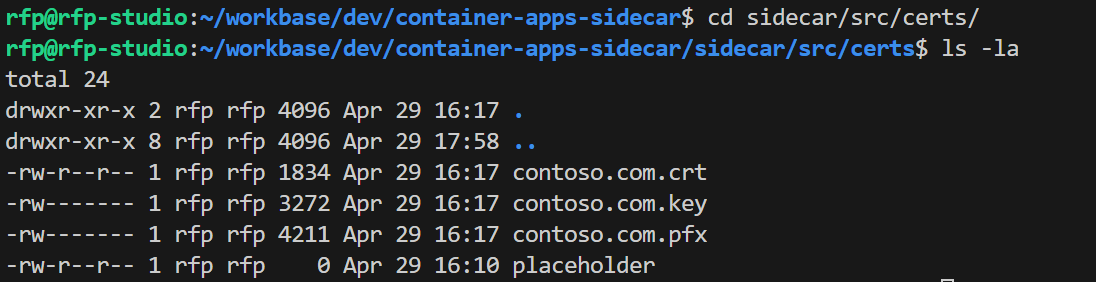 rfp@rfp-studio:~/workbase/dev/container-apps-sidecar$ cd sidecar/src/certs/
rfp@rfp-studio:~/workbase/dev/container-apps-sidecar/sidecar/src/certs$ ls -la
total 24
drwxr-xr-x 2 rfp rfp 4096 Apr 29 16:17 .
drwxr-xr-x 8 rfp rfp 4096 Apr 29 17:58 ..
-rw-r--r-- 1 rfp rfp 1834 Apr 29 16:17 contoso.com.crt
-rw------- 1 rfp rfp 3272 Apr 29 16:17 contoso.com.key
-rw------- 1 rfp rfp 4211 Apr 29 16:17 contoso.com.pfx
-rw-r--r-- 1 rfp rfp    0 Apr 29 16:10 placeholder